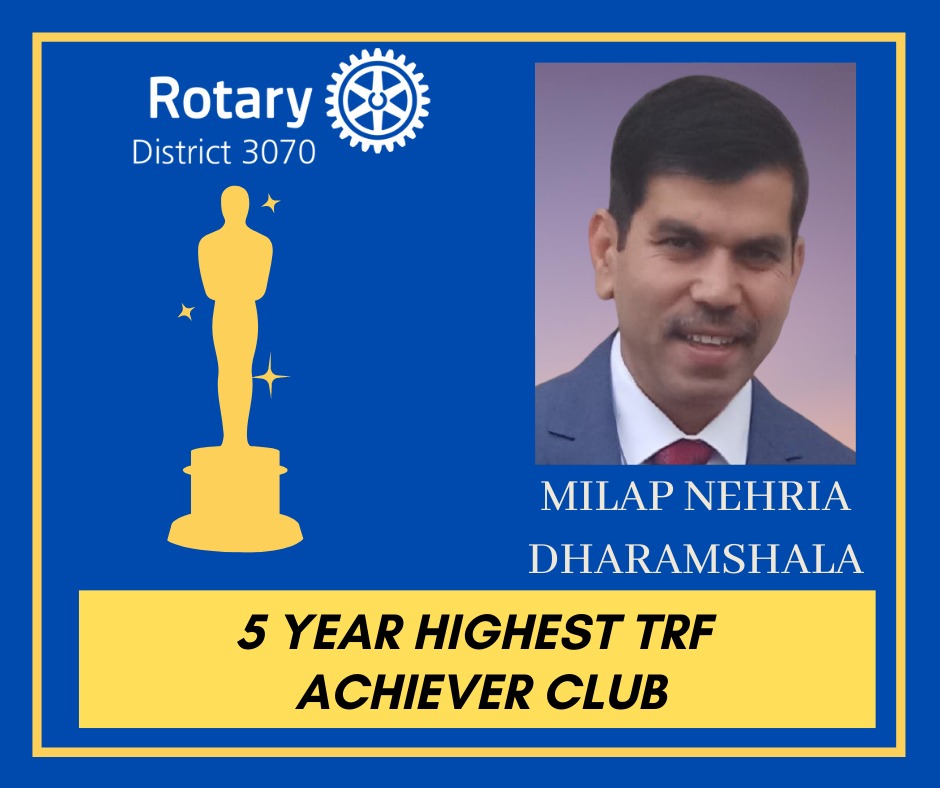 Rotary
District 3070
MILAP NEHRIA
DHARAMSHALA
5 YEAR HIGHEST TRF
ACHIEVER CLUB